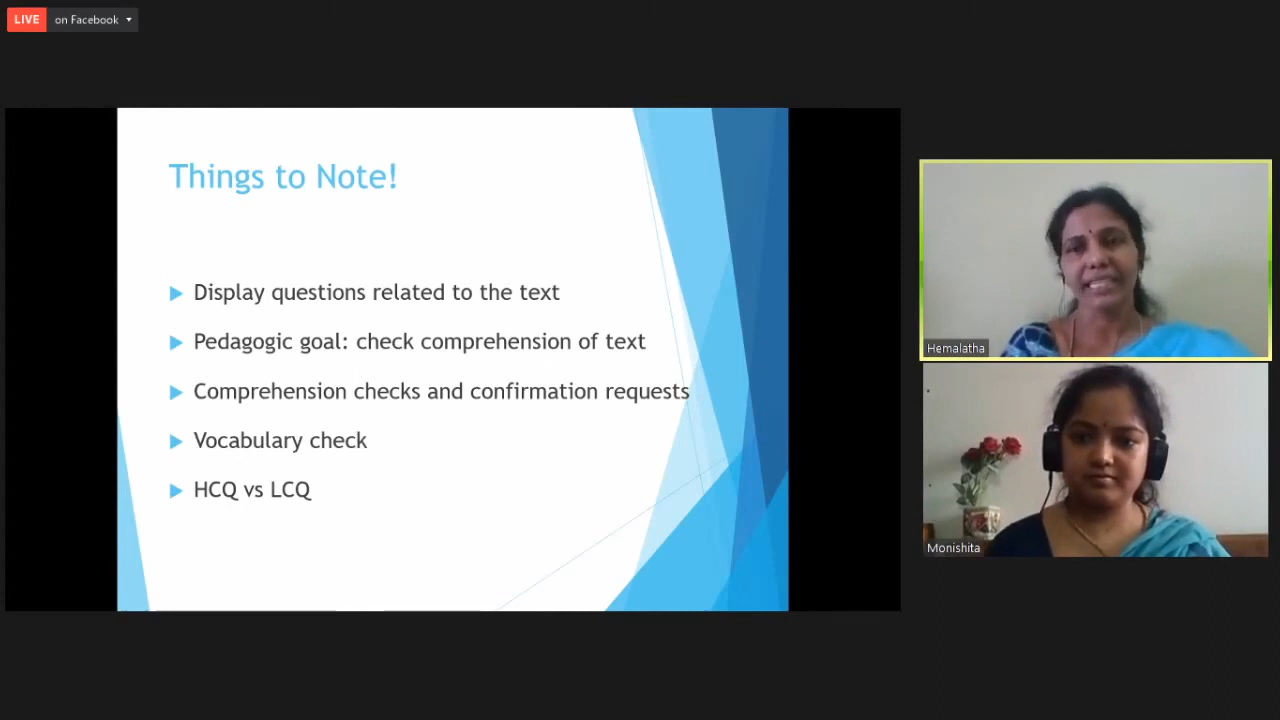 LIVE on Facebook
Things to Note!
Display questions related to the text
Pedagogic goal: check comprehension of text
Comprehension checks and confirmation requests
Vocabulary check
HCQ vs LCQ
Hemalatha
Monishita